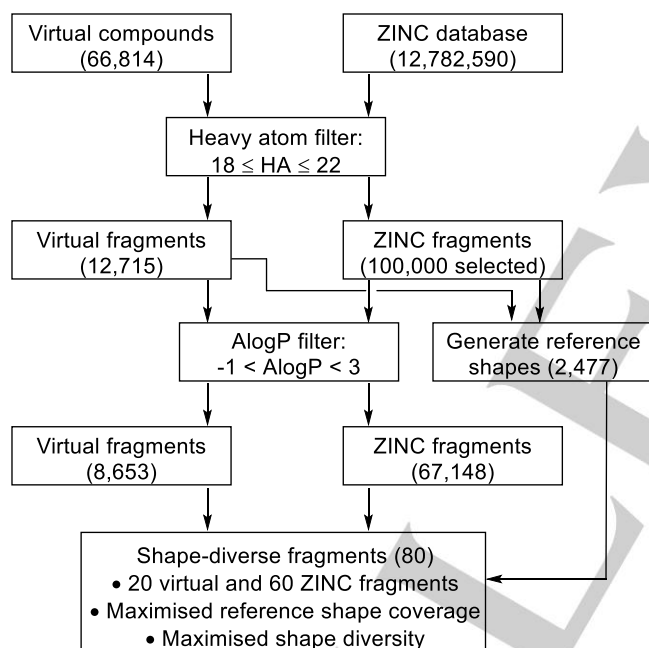 Virtual compounds
(66,814)
ZINC database
(12,782,590)
Heavy atom filter:
18 ≤ HA ≤ 22
Virtual fragments
(12,715)
ZINC fragments
(100,000 selected)
AlogP filter:
-1 < AlogP < 3
Generate reference
shapes (2,477)
Virtual fragments
(8,653)
ZINC fragments
(67,148)
Shape-diverse fragments (80)
• 20 virtual and 60 ZINC fragments
• Maximised reference shape coverage
• Maximised shape diversity